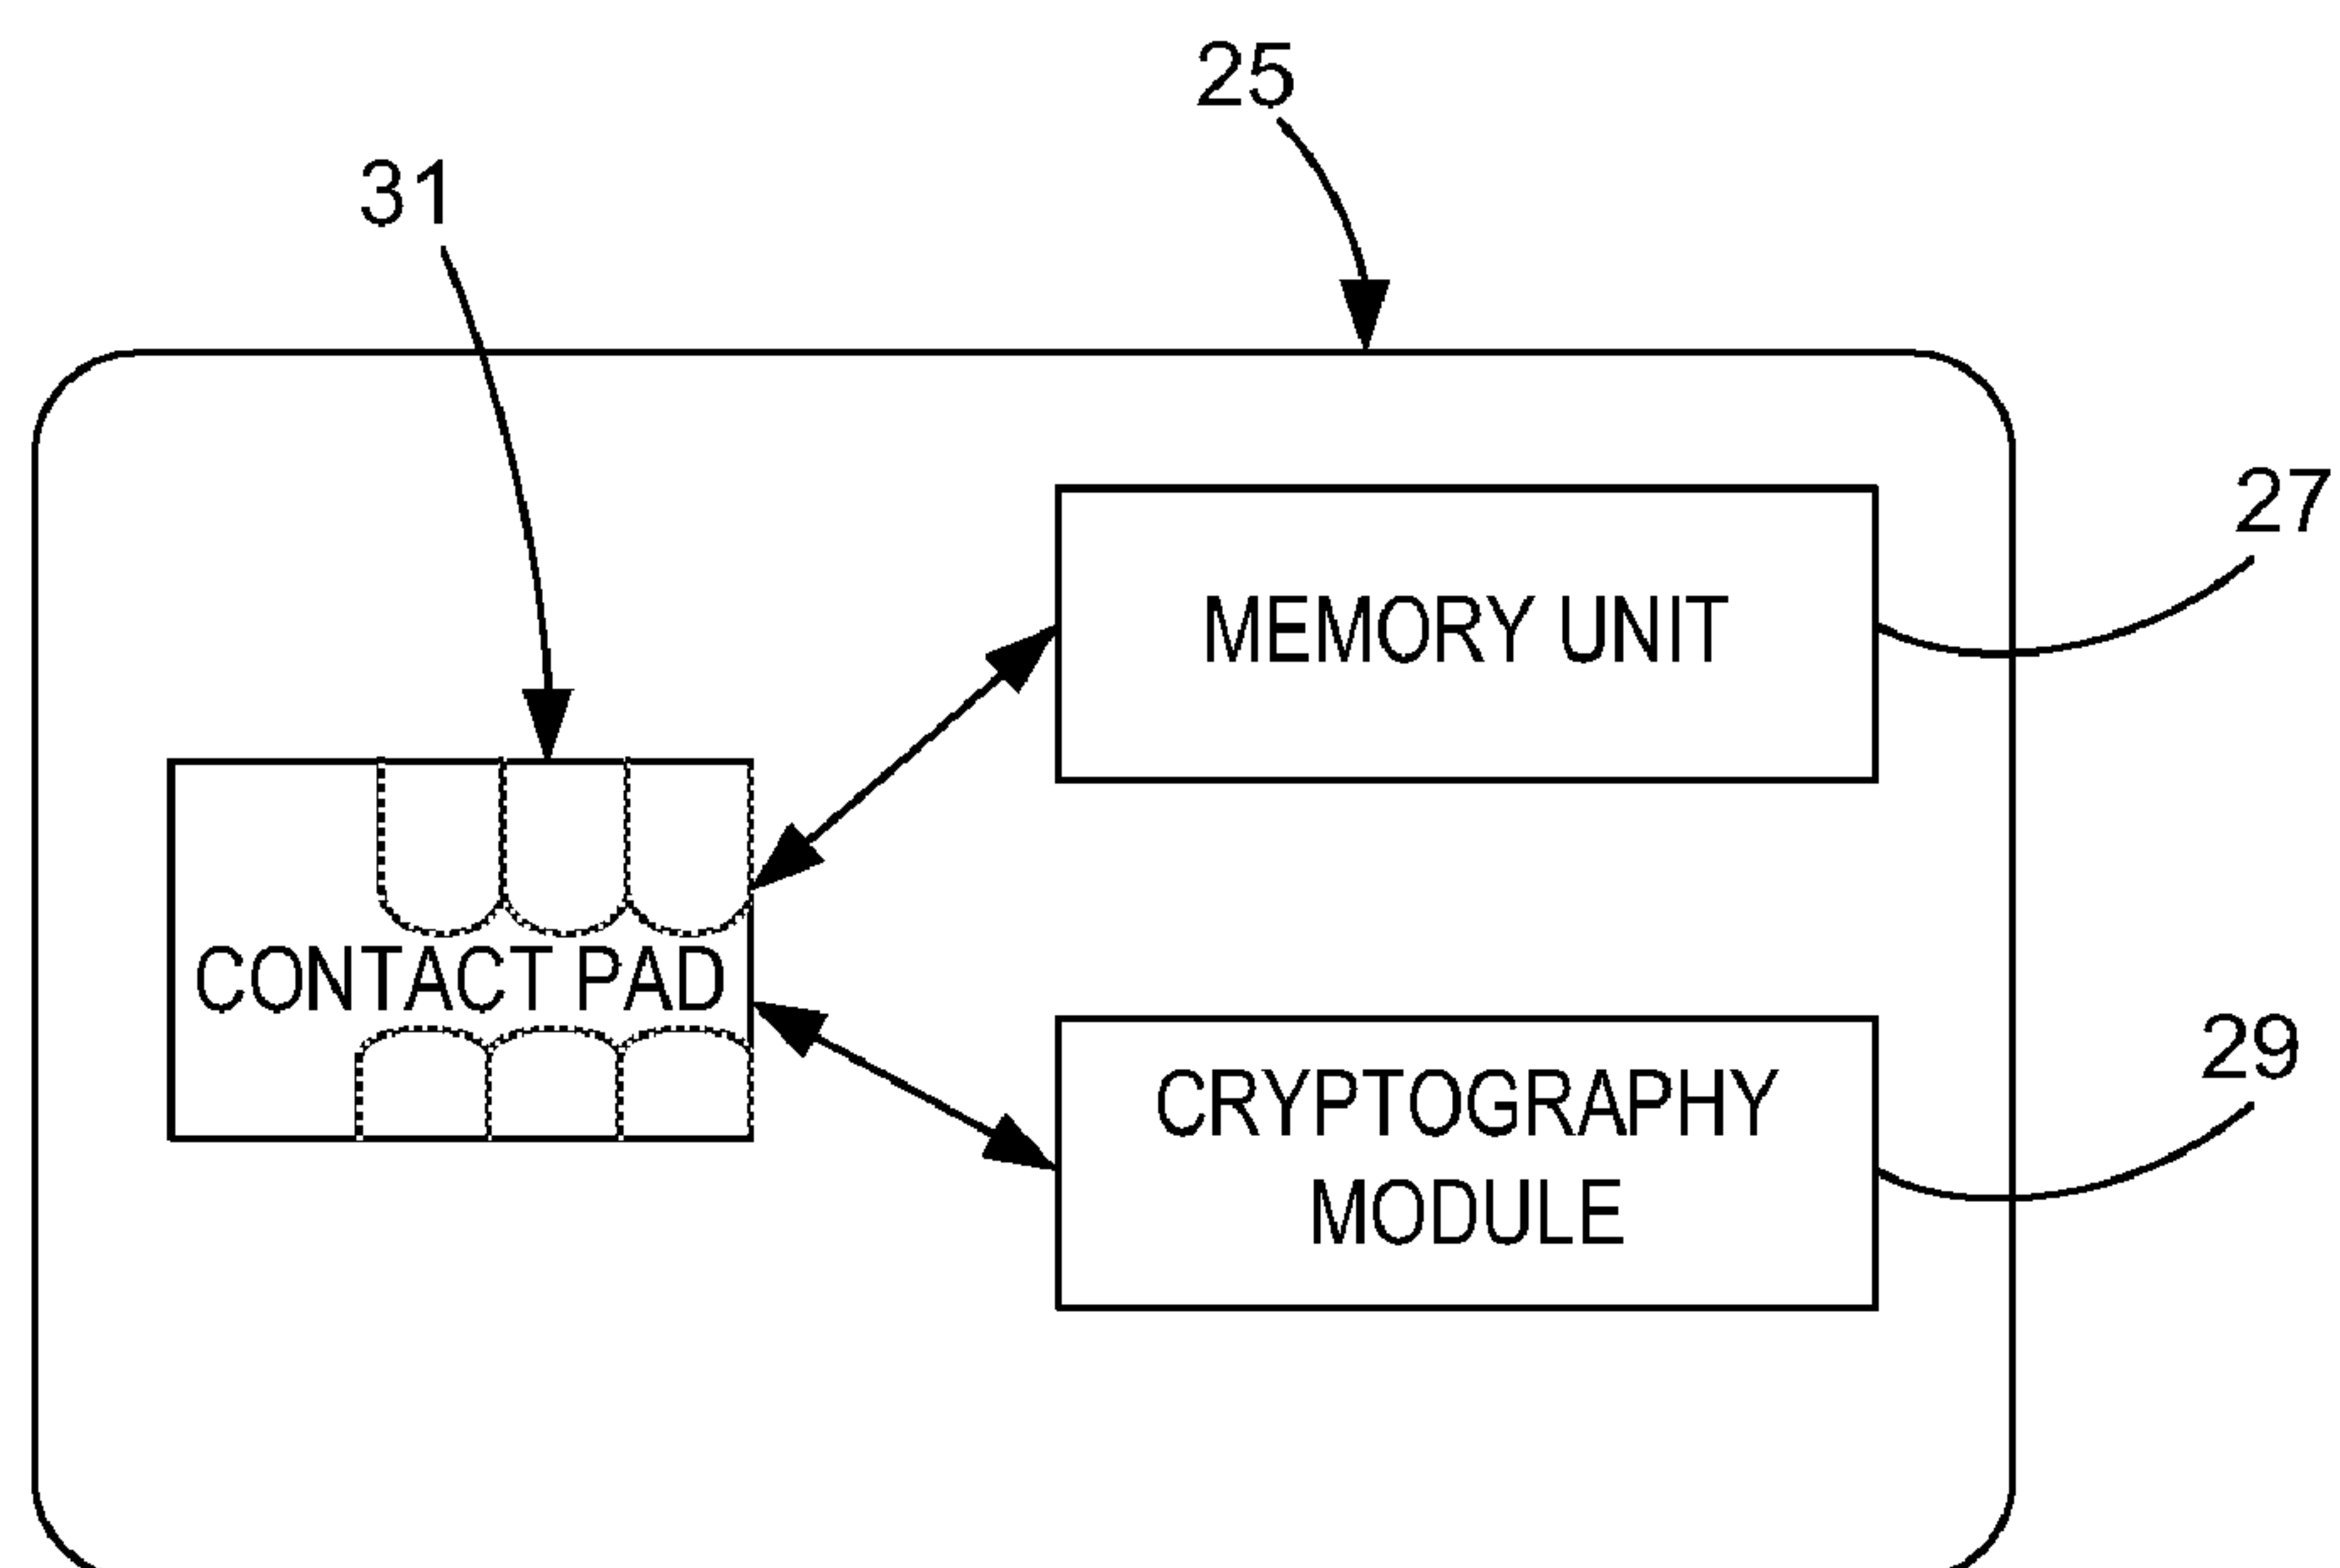 25
31
27
MEMORY UNIT
CONTACT PAD
29
CRYPTOGRAPHY
MODULE